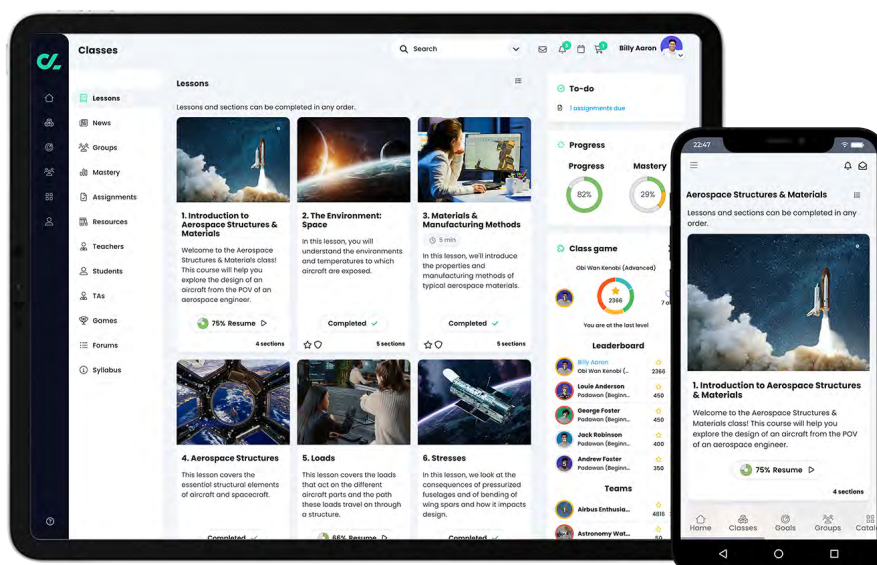 Classes
Search
Billy Aaron
Lessons
News
Groups
Mastery
Assignments
Resources
Teachers
Students
TAs
Games
Forums
Syllabus
Lessons
Lessons and sections can be completed in any order.
1. Introduction to
Aerospace Structures &
Materials
Welcome to the Aerospace
Structures & Materials class!
This course will help you
explore the design of an
aircraft from the POV of an
aerospace engineer.
75% Resume
4 sections
2. The Environment:
Space
In this lesson, you will
understand the environments
and temperatures to which
aircraft are exposed.
Completed
5 sections
3. Materials &
Manufacturing Methods
5 min
In this lesson, we'll introduce
the properties and
manufacturing methods of
typical aerospace materials.
Completed
5 sections
4. Aerospace Structures
This lesson covers the
essential structural elements
of aircraft and spacecraft.
Completed
5. Loads
This lesson covers the loads
that act on the different
aircraft parts and the path
these loads travel on through
a structure.
66% Resume
6. Stresses
In this lesson, we look at the
consequences of pressurized
fuselages and of bending of
wing spars and how it impacts
design.
Completed
To-do
1 assignments due
Progress
Progress
Mastery
82%
29%
Class game
Obi Wan Kenobi (Advanced)
2366
You are at the last level
Leaderboard
Billy Aaron
Obi Wan Kenobi (...
2366
Louie Anderson
Padawan (Beginn...
450
George Foster
Padawan (Beginn...
450
Jack Robinson
Padawan (Beginn...
400
Andrew Foster
Padawan (Beginn...
350
Teams
Airbus Enthusia...
4816
Astronomy Wat...
50
22:47
Aerospace Structures & Materials
Lessons and sections can be completed in any
order.
1. Introduction to Aerospace Structures
& Materials
Welcome to the Aerospace Structures &
Materials class! This course will help you
explore the design of an aircraft from the POV
of an aerospace engineer.
75% Resume
4 sections
Home
Classes
Goals
Groups